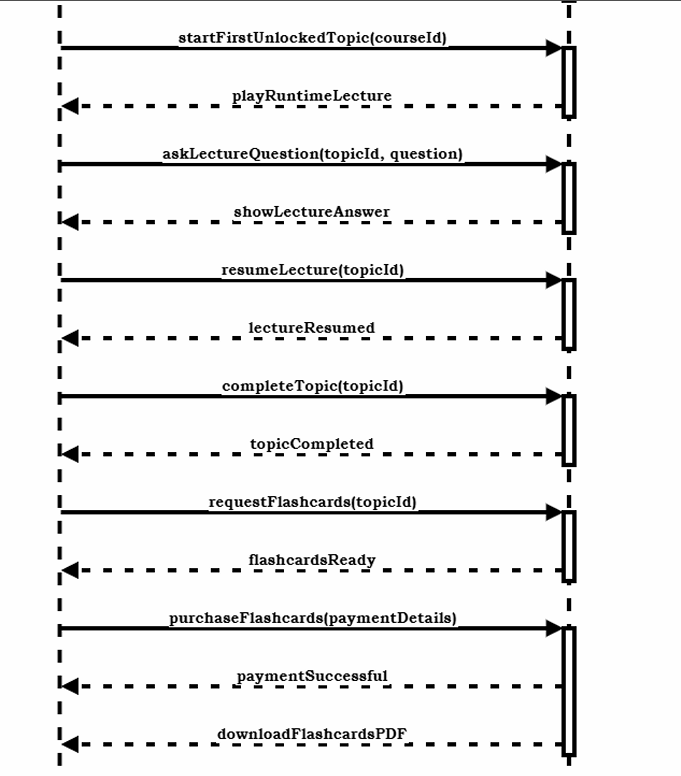 startFirstUnlockedTopic(courseId)
playRuntimeLecture
askLectureQuestion(topicId, question)
showLectureAnswer
resumeLecture(topicId)
lectureResumed
completeTopic(topicId)
topicCompleted
requestFlashcards(topicId)
flashcardsReady
purchaseFlashcards(paymentDetails)
paymentSuccessful
downloadFlashcardsPDF